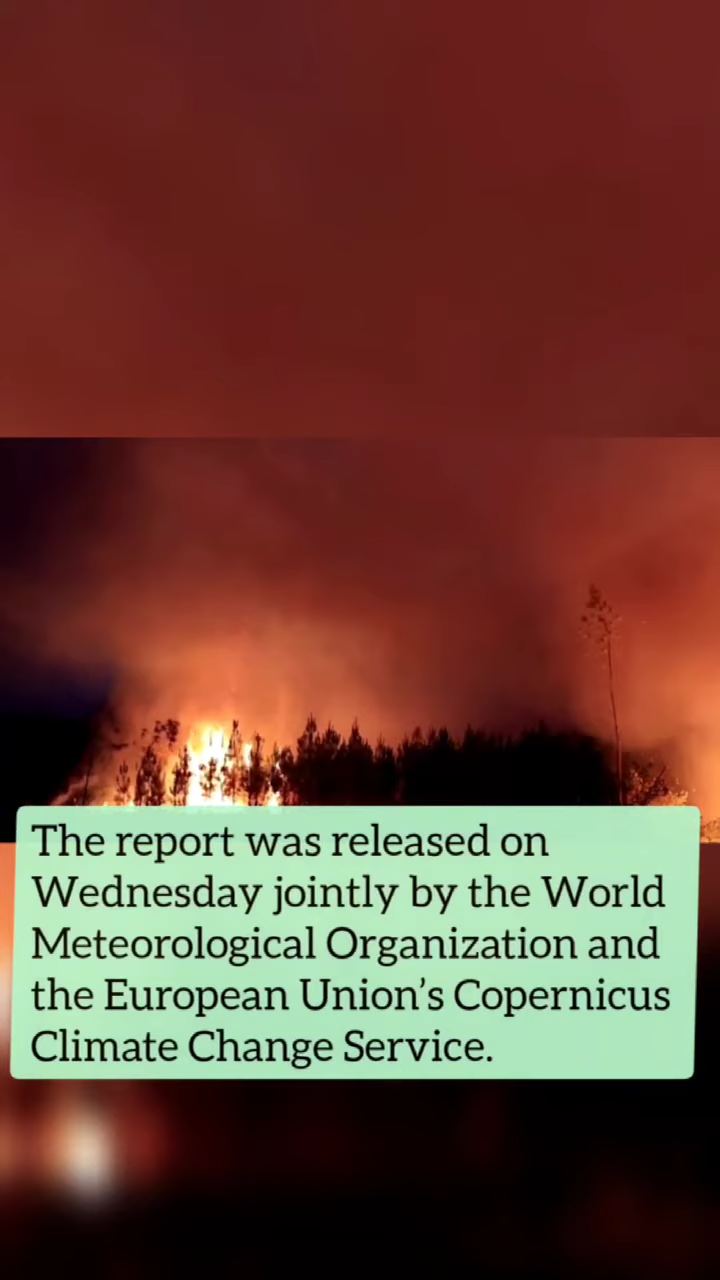 The report was released on
Wednesday jointly by the World
Meteorological Organization and
the European Union’s Copernicus
Climate Change Service.